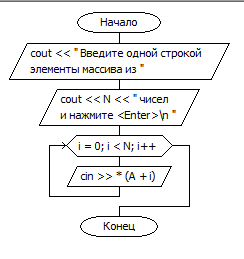 Начало
cout << "Введите одной строкой
элементы массива из "
cout << N << " чисел
и нажмите <Enter>\n "
i = 0; i < N; i++
cin >> * (A + i)
Конец